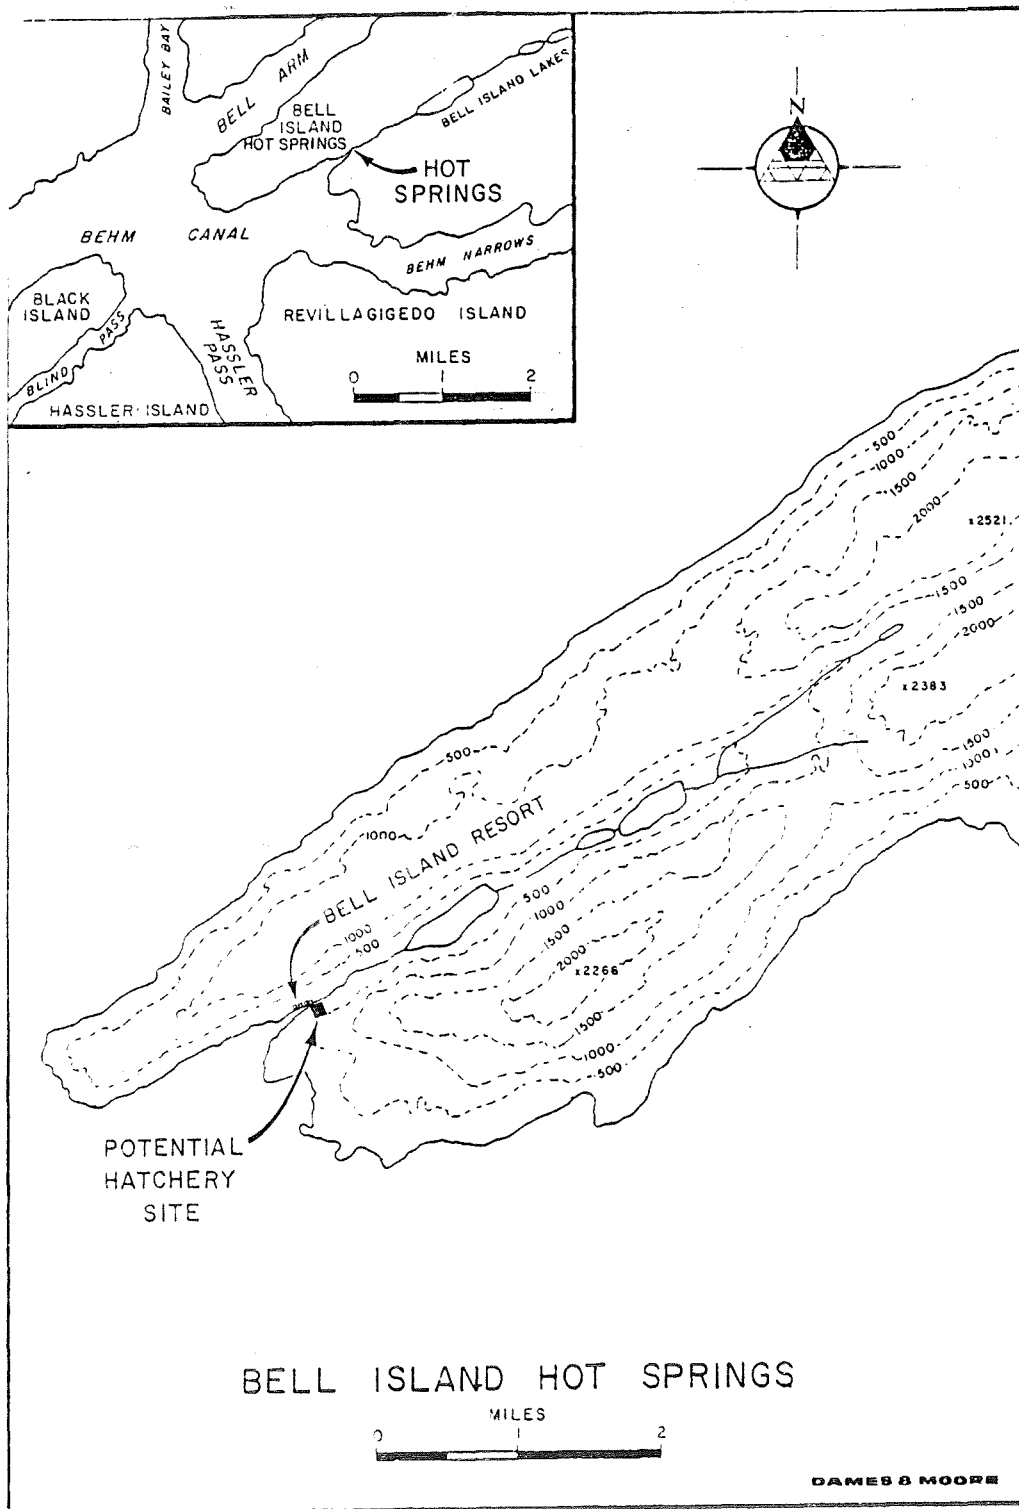 BAILEY BAY
BELL ARM
BELL
ISLAND
HOT SPRINGS
BELL ISLAND LAKES
HOT
SPRINGS
BEHM CANAL
BEHM NARROWS
BLACK
ISLAND
BLIND PASS
HASSLER
PASS
REVILLAGIGEDO ISLAND
HASSLER ISLAND
MILES
0 1 2
N
500
1000
1500
2000
x2521
1500
1500
2000
x2383
1500
1000
500
500
1000
BELL ISLAND RESORT
1000
500
500
1000
1500
2000
x2266
1500
1000
500
POTENTIAL
HATCHERY
SITE
BELL ISLAND HOT SPRINGS
MILES
0 1 2
DAMES & MOORE